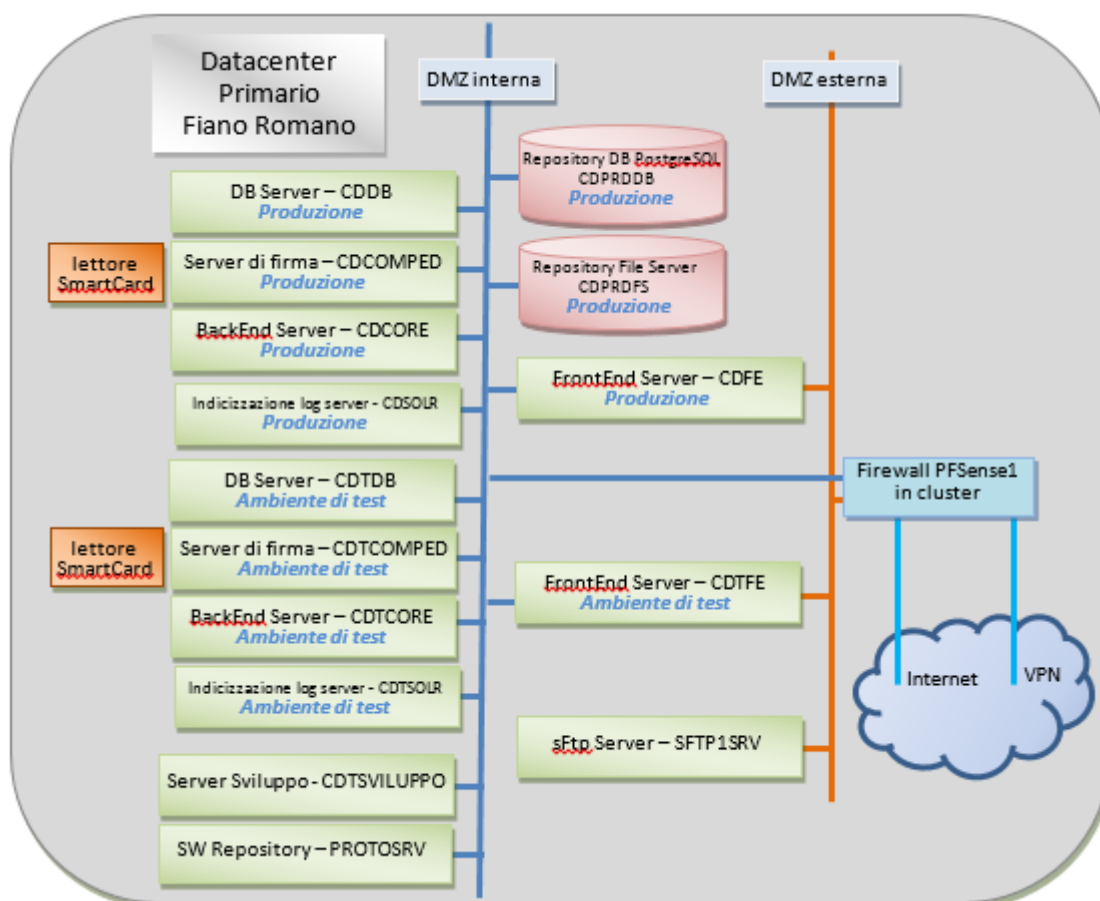 Datacenter
Primario
Fiano Romano
DMZ interna
DMZ esterna
Repository DB PostgreSQL
CDPRDDB
Produzione
DB Server – CDDB
Produzione
lettore
SmartCard
Server di firma – CDCOMPED
Produzione
Repository File Server
CDPRDFS
Produzione
BackEnd Server – CDCORE
Produzione
FrontEnd Server – CDFE
Produzione
Indicizzazione log server - CDSOLR
Produzione
DB Server – CDTDB
Ambiente di test
Firewall PFSense1
in cluster
lettore
SmartCard
Server di firma – CDTCOMPED
Ambiente di test
FrontEnd Server – CDTFE
Ambiente di test
BackEnd Server – CDTCORE
Ambiente di test
Indicizzazione log server - CDTSOLR
Ambiente di test
Internet
VPN
sFtp Server – SFTP1SRV
Server Sviluppo - CDTSVILUPPO
SW Repository – PROTOSRV